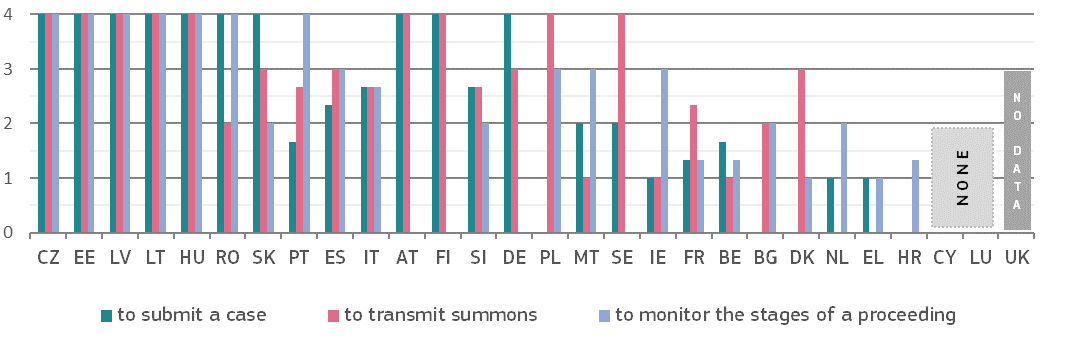 4
3
2
1
0
NONE
NO DATA
CZ EE LV LT HU RO SK PT ES IT AT FI SI DE PL MT SE IE FR BE BG DK NL EL HR CY LU UK
to submit a case to transmit summons to monitor the stages of a proceeding